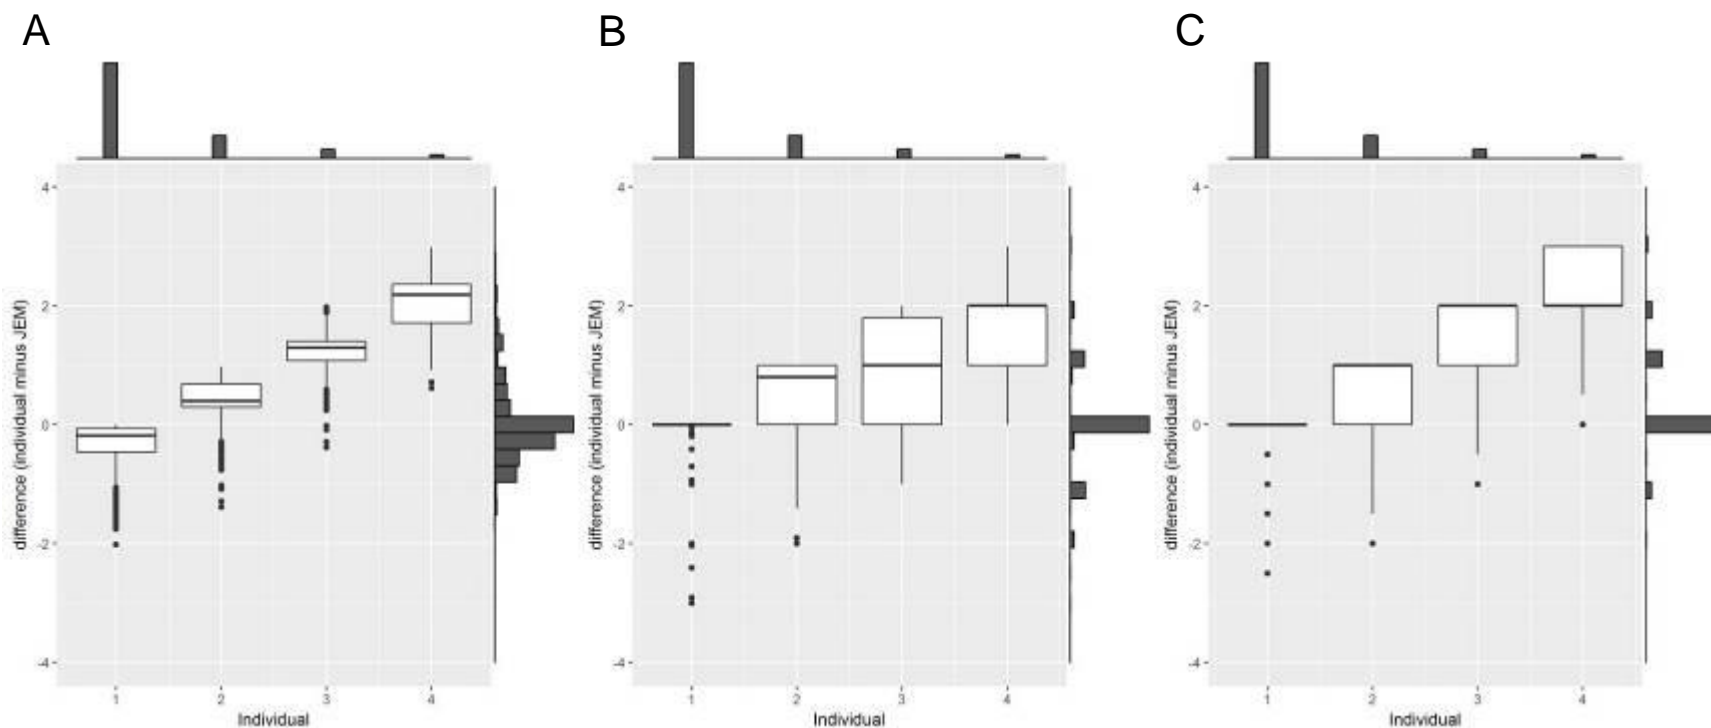 A B C
4 4 4
2 2 2
0 0 0
-2 -2 -2
-4 -4 -4
difference (individual minus JEM) difference (individual minus JEM) difference (individual minus JEM)
1 2 3 4 1 2 3 4 1 2 3 4
Individual Individual Individual